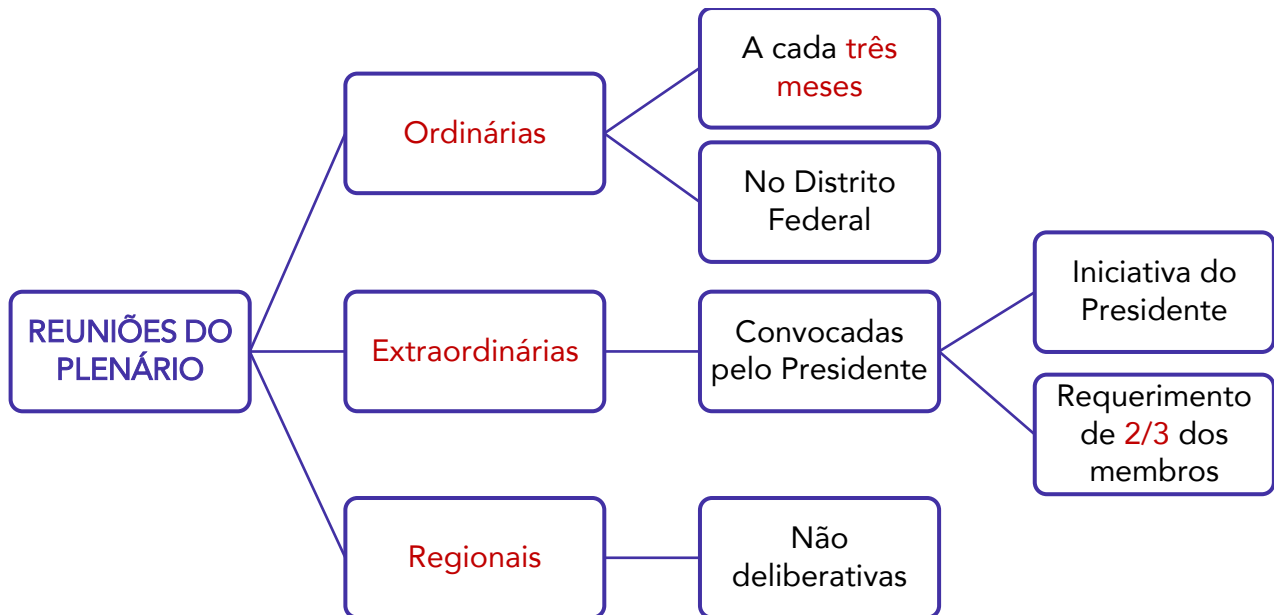 REUNIÕES DO
PLENÁRIO
Ordinárias
A cada três
meses
No Distrito
Federal
Extraordinárias
Convocadas
pelo Presidente
Iniciativa do
Presidente
Requerimento
de 2/3 dos
membros
Regionais
Não
deliberativas